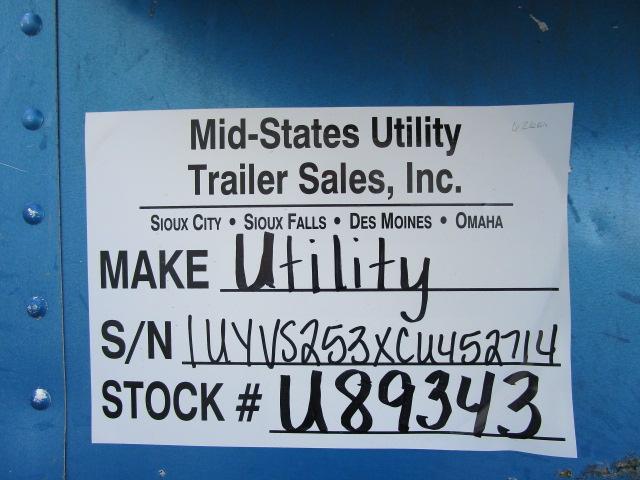 Mid-States Utility
Trailer Sales, Inc.
SIOUX CITY • SIOUX FALLS • DES MOINES • OMAHA
MAKE Utility
S/N 1UYVS253XCU452714
STOCK # U89343